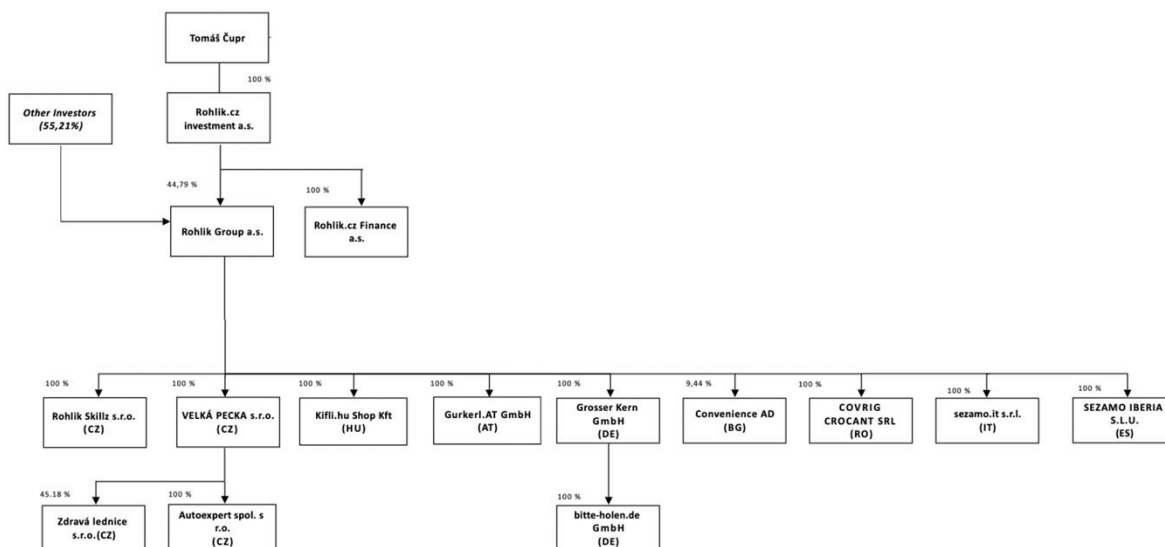 Tomáš Čupr
100 %
Other Investors
(55,21%)
Rohlik.cz
investment a.s.
44,79 %
100 %
Rohlik Group a.s.
Rohlik.cz Finance
a.s.
100 %
100 %
100 %
100 %
100 %
9,44 %
100 %
100 %
100 %
Rohlik Skillz s.r.o.
(CZ)
VELKÁ PECKA s.r.o.
(CZ)
Kifli.hu Shop Kft
(HU)
Gurkerl.AT GmbH
(AT)
Grosser Kern
GmbH
(DE)
Convenience AD
(BG)
COVRIG
CROCANT SRL
(RO)
sezamo.it s.r.l.
(IT)
SEZAMO IBERIA
S.L.U.
(ES)
45.18 %
100 %
100 %
Zdravá lednice
s.r.o.(CZ)
Autoexpert spol. s
r.o.
(CZ)
bitte-holen.de
GmbH
(DE)